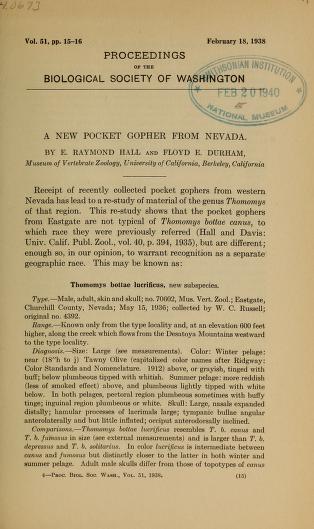 Vol. 51, pp. 15-16 February 18, 1938
PROCEEDINGS
OF THE
BIOLOGICAL SOCIETY OF WASHINGTON
SMITHSONIAN INSTITUTION
FEB 20 1940
NATIONAL MUSEUM
A NEW POCKET GOPHER FROM NEVADA.
BY E. RAYMOND HALL AND FLOYD E. DURHAM,
Museum of Vertebrate Zoology, University of California, Berkeley, California
Receipt of recently collected pocket gophers from western
Nevada has lead to a re-study of material of the genus Thomomys
of that region. This re-study shows that the pocket gophers
from Eastgate are not typical of Thomomys bottae canus, to
which race they were previously referred (Hall and Davis:
Univ. Calif. Publ. Zool., vol. 40, p. 394, 1935), but are different;
enough so, in our opinion, to warrant recognition as a separate
geographic race. This may be known as:
Thomomys bottae lucrificus, new subspecies.
Type.—Male, adult, skin and skull; no. 70602, Mus. Vert. Zool.; Eastgate,
Churchill County, Nevada; May 15, 1936; collected by W. C. Russell;
original no. 4392.
Range.—Known only from the type locality and, at an elevation 600 feet
higher, along the creek which flows from the Desatoya Mountains westward
to the type locality.
Diagnosis.—Size: Large (see measurements). Color: Winter pelage:
near (18''h to j) Tawny Olive (capitalized color names after Ridgway:
Color Standards and Nomenclature. 1912) above, or grayish, tinged with
buff; below plumbeous tipped with whitish. Summer pelage: more reddish
(less of smoked effect) above, and plumbeous lightly tipped with white
below. In both pelages, pectoral region plumbeous sometimes with buffy
tings; inguinal region plumbeous or white. Skull: Large, nasals expanded
distally; hamular processes of lacrimals large; tympanic bullae angular
anterolaterally and but little inflated; occiput anterodorsally inclined.
Comparisons.—Thomomys bottae lucrificus resembles T. b. canus and
T. b. fumosus in size (see external measurements) and is larger than T. b.
depressus and T. b. solitarius. In color lucrificus is intermediate between
canus and fumosus but distinctly closer to the latter in both winter and
summer pelage. Adult male skulls differ from those of topotypes of canus
4—Proc. Biol. Soc. Wash., Vol. 51, 1938. (15)